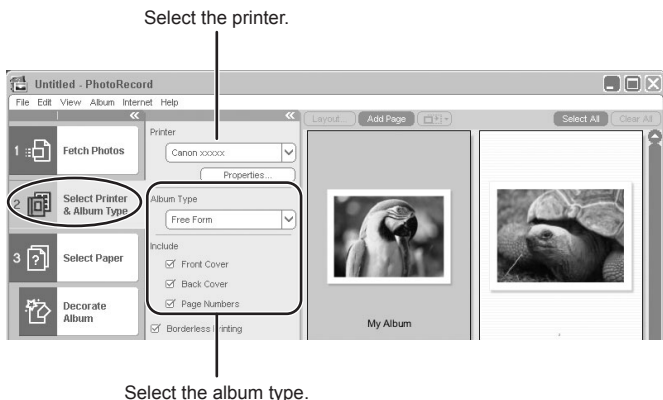 Select the printer.
Untitled - PhotoRecord
File Edit View Album Internet Help
Layout... Add Page Select All Clear All
Printer
1 Fetch Photos
Canon xxxxx
Properties...
2 Select Printer
& Album Type
Album Type
Free Form
Include
3 Select Paper
Front Cover
Back Cover
Page Numbers
Decorate
Album
Borderless Printing
My Album
Select the album type.